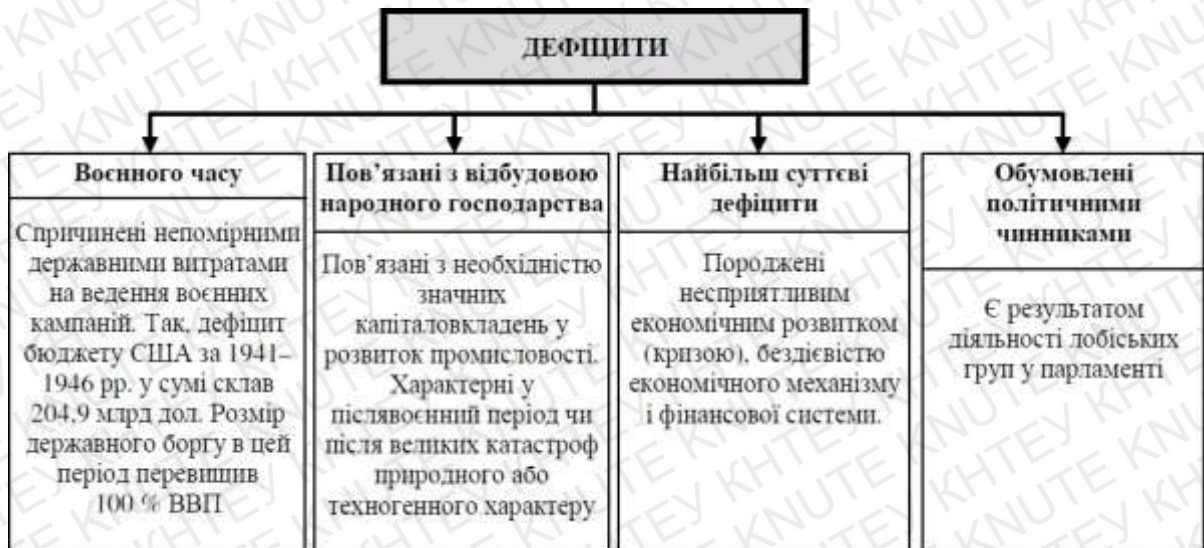 ДЕФІЦИТИ
Воєнного часу
Спричинені непомірними
державними витратами
на ведення воєнних
кампаній. Так, дефіцит
бюджету США за 1941–
1946 рр. у сумі склав
204,9 млрд дол. Розмір
державного боргу в цей
період перевищив
100 % ВВП
Пов’язані з відбудовою
народного господарства
Пов’язані з необхідністю
значних
капіталовкладень у
розвиток промисловості.
Характерні у
післявоєнний період чи
після великих катастроф
природного або
техногенного характеру
Найбільш суттєві
дефіцити
Породжені
несприятливим
економічним розвитком
(кризою), бездієвістю
економічного механізму
і фінансової системи.
Обумовлені
політичними
чинниками
Є результатом
діяльності лобіських
груп у парламенті